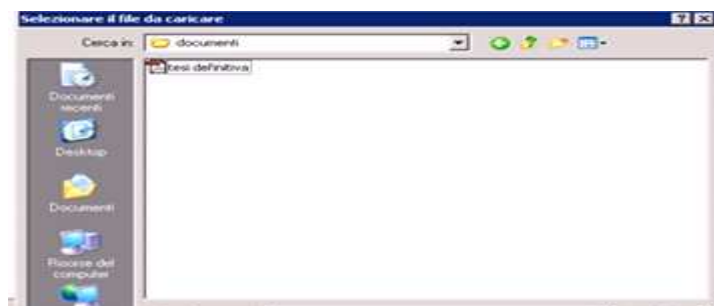 Selezionare il file da caricare
Cerca in:
documenti
tesi definitiva
Documenti
recenti
Desktop
Documenti
Risorse del
computer